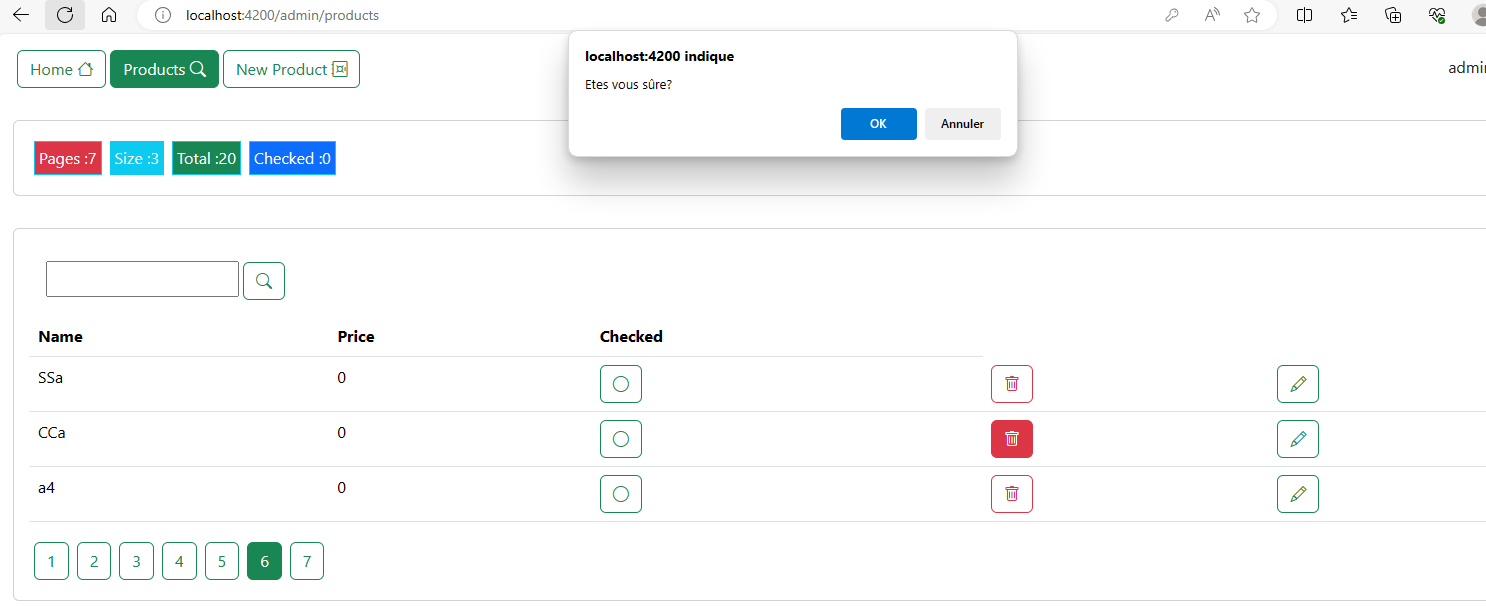 localhost:4200/admin/products
localhost:4200 indique
Etes vous sûre?
OK Annuler
Home Products New Product
Pages :7 Size :3 Total :20 Checked :0
Name Price Checked
SSa 0
CCa 0
a4 0
1 2 3 4 5 6 7